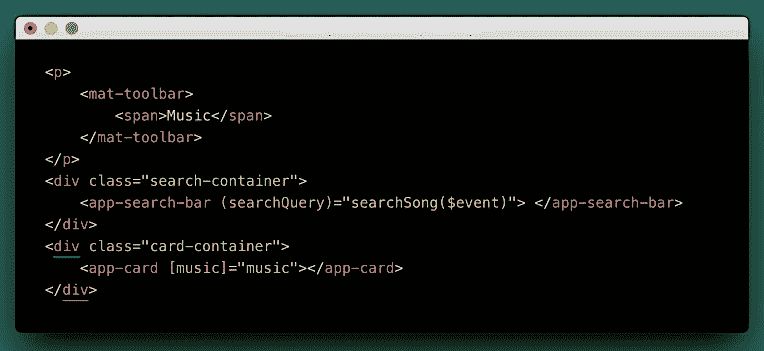 <p>
    <mat-toolbar>
        <span>Music</span>
    </mat-toolbar>
</p>
<div class="search-container">
    <app-search-bar (searchQuery)="searchSong($event)"> </app-search-bar>
</div>
<div class="card-container">
    <app-card [music]="music"></app-card>
</div>